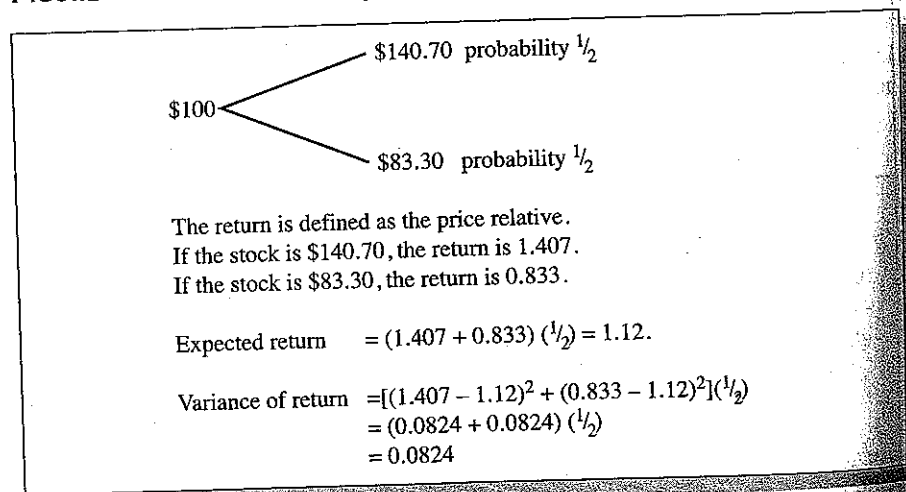 $140.70 probability 1/2
$100
$83.30 probability 1/2
The return is defined as the price relative.
If the stock is $140.70, the return is 1.407.
If the stock is $83.30, the return is 0.833.
Expected return = (1.407 + 0.833) (1/2) = 1.12.
Variance of return =[(1.407 – 1.12)² + (0.833 – 1.12)²](1/2)
= (0.0824 + 0.0824) (1/2)
= 0.0824